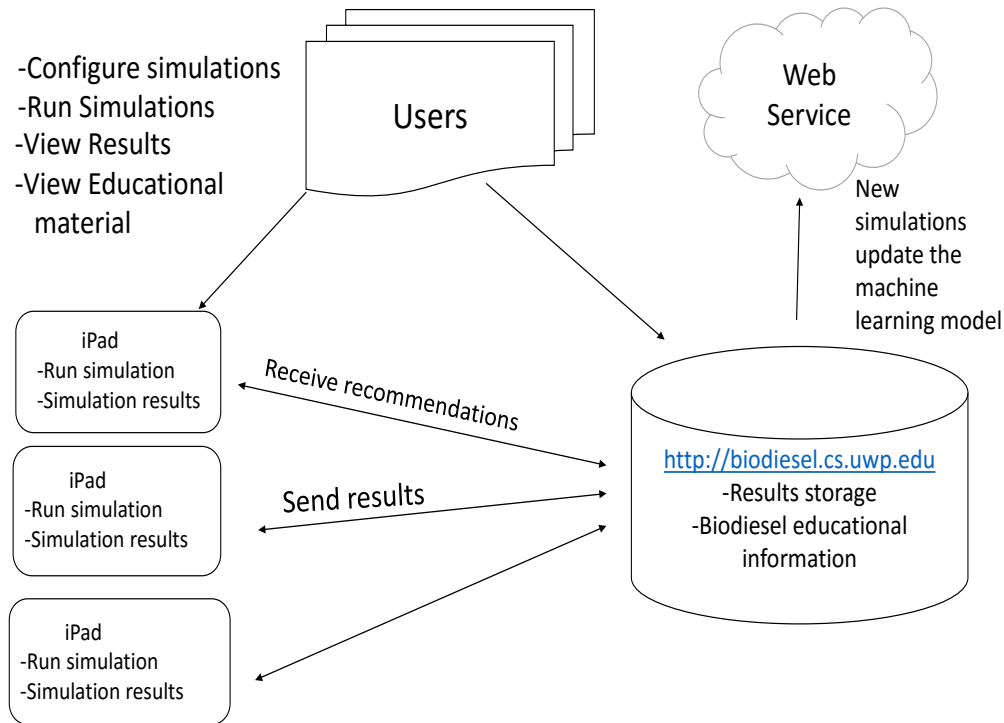 -Configure simulations
-Run Simulations
-View Results
-View Educational
material
Users
Web
Service
New
simulations
update the
machine
learning model
iPad
-Run simulation
-Simulation results
Receive recommendations
iPad
-Run simulation
-Simulation results
Send results
iPad
-Run simulation
-Simulation results
http://biodiesel.cs.uwp.edu
-Results storage
-Biodiesel educational
information